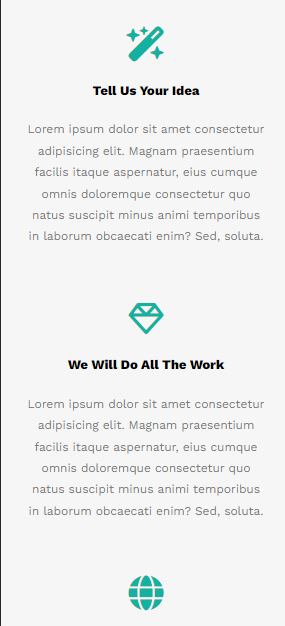 Tell Us Your Idea
Lorem ipsum dolor sit amet consectetur
adipisicing elit. Magnam praesentium
facilis itaque aspernatur, eius cumque
omnis doloremque consectetur quo
natus suscipit minus animi temporibus
in laborum obcaecati enim? Sed, soluta.
We Will Do All The Work
Lorem ipsum dolor sit amet consectetur
adipisicing elit. Magnam praesentium
facilis itaque aspernatur, eius cumque
omnis doloremque consectetur quo
natus suscipit minus animi temporibus
in laborum obcaecati enim? Sed, soluta.